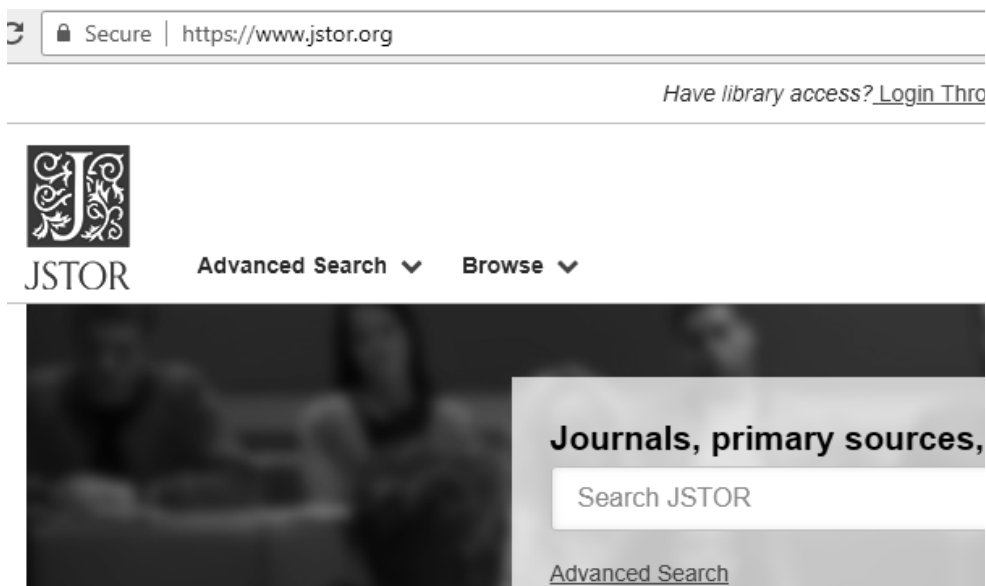 Secure | https://www.jstor.org
Have library access? Login Thro
JSTOR
Advanced Search Browse
Journals, primary sources,
Search JSTOR
Advanced Search